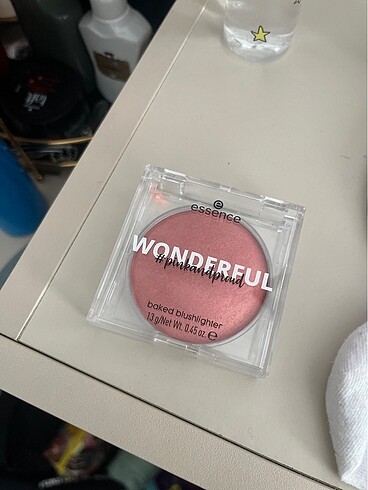 essence
WONDERFUL
#pinkandproud
baked blushlighter
13 g/Net Wt. 0.45 oz. e